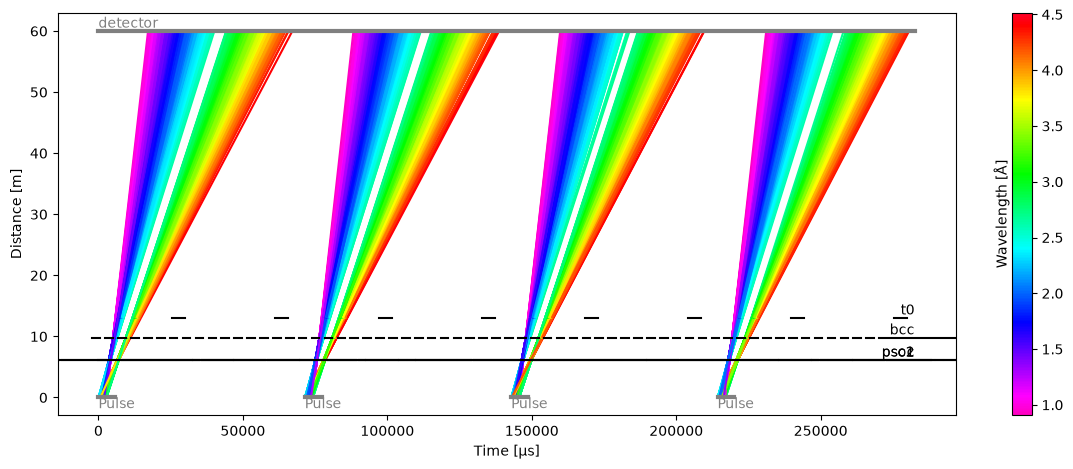 detector
60
50
40
30
20
10
0
Distance [m]
t0
bcc
Pulse
Pulse
Pulse
Pulse
0
50000
100000
150000
200000
250000
Time [μs]
4.5
4.0
3.5
3.0
2.5
2.0
1.5
1.0
Wavelength [Å]